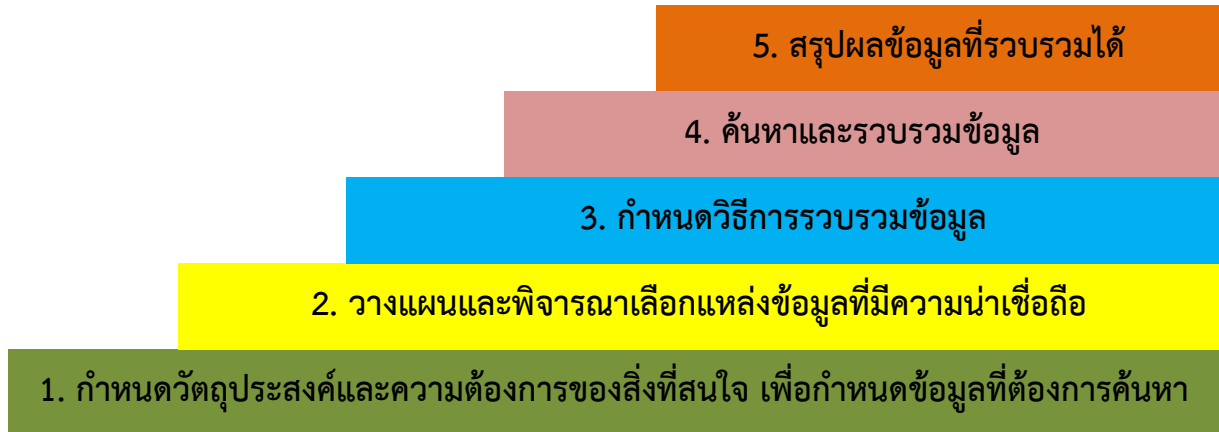 5. สรุปผลข้อมูลที่รวบรวมได้
4. ค้นหาและรวบรวมข้อมูล
3. กำหนดวิธีการรวบรวมข้อมูล
2. วางแผนและพิจารณาเลือกแหล่งข้อมูลที่มีความน่าเชื่อถือ
1. กำหนดวัตถุประสงค์และความต้องการของสิ่งที่สนใจ เพื่อกำหนดข้อมูลที่ต้องการค้นหา